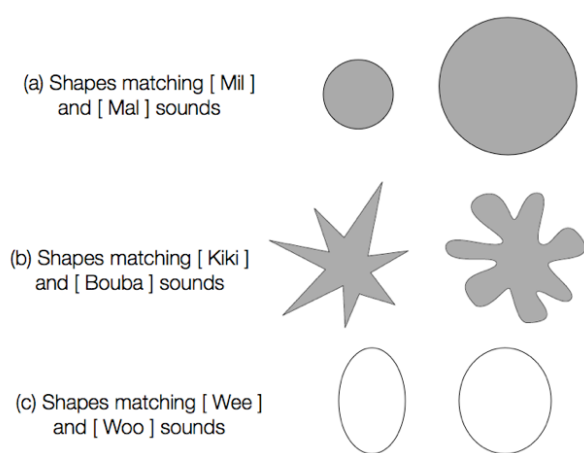 (a) Shapes matching [ Mil ]
and [ Mal ] sounds
(b) Shapes matching [ Kiki ]
and [ Bouba ] sounds
(c) Shapes matching [ Wee ]
and [ Woo ] sounds